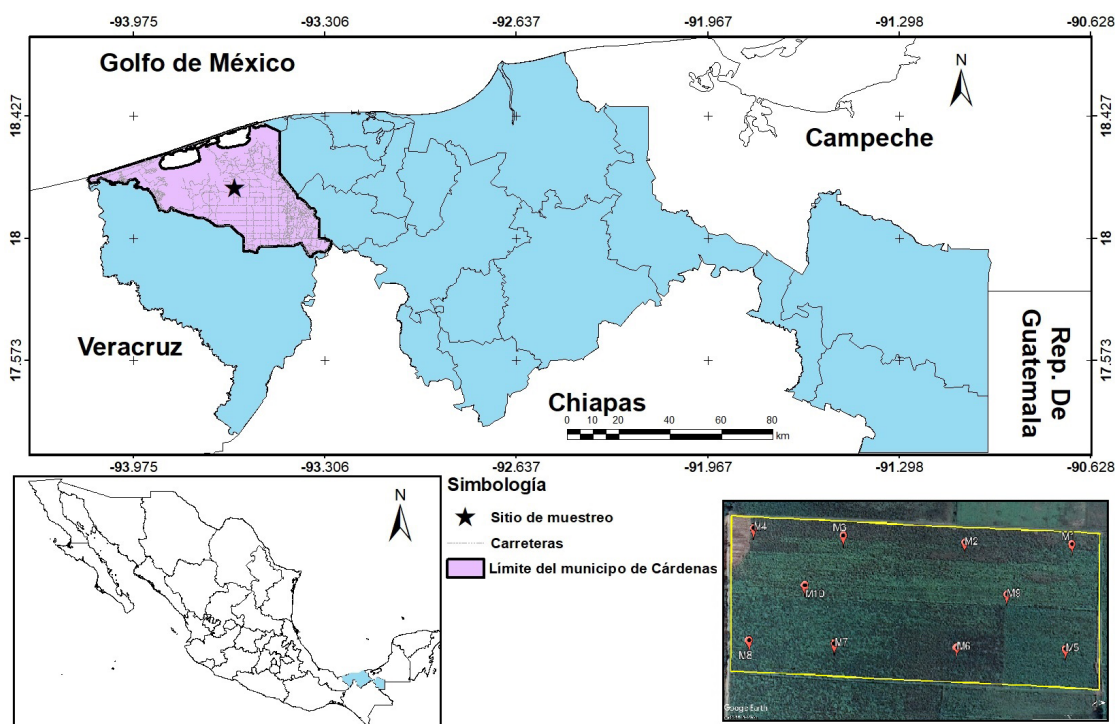 -93.975 -93.306 -92.637 -91.967 -91.298 -90.628
Golfo de México
N
18.427 18.427
Campeche
18 18
Veracruz
Rep. De
Guatemala
17.573 17.573
Chiapas
0 10 20 40 60 80
km
-93.975 -93.306 -92.637 -91.967 -91.298 -90.628
N
Simbología
Sitio de muestreo
Carreteras
Límite del municipo de Cárdenas
M4 M3 M2
M10 M9
M8 M7 M6 M5
Google Earth